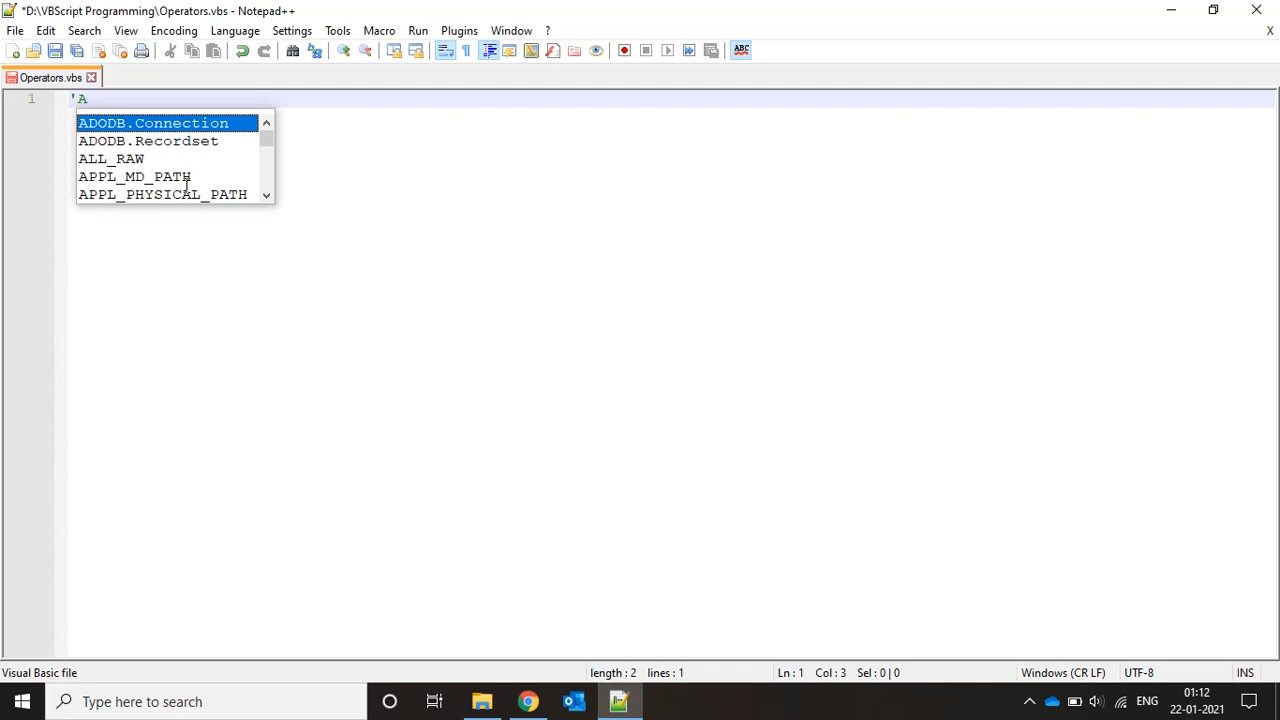 *D:\VBScript Programming\Operators.vbs - Notepad++
File Edit Search View Encoding Language Settings Tools Macro Run Plugins Window ? X
ABC
Operators.vbs
1 'A
ADODB.Connection
ADODB.Recordset
ALL_RAW
APPL_MD_PATH
APPL_PHYSICAL_PATH
Visual Basic file length : 2 lines : 1 Ln : 1 Col : 3 Sel : 0 | 0 Windows (CR LF) UTF-8 INS
Type here to search ENG 01:12
22-01-2021